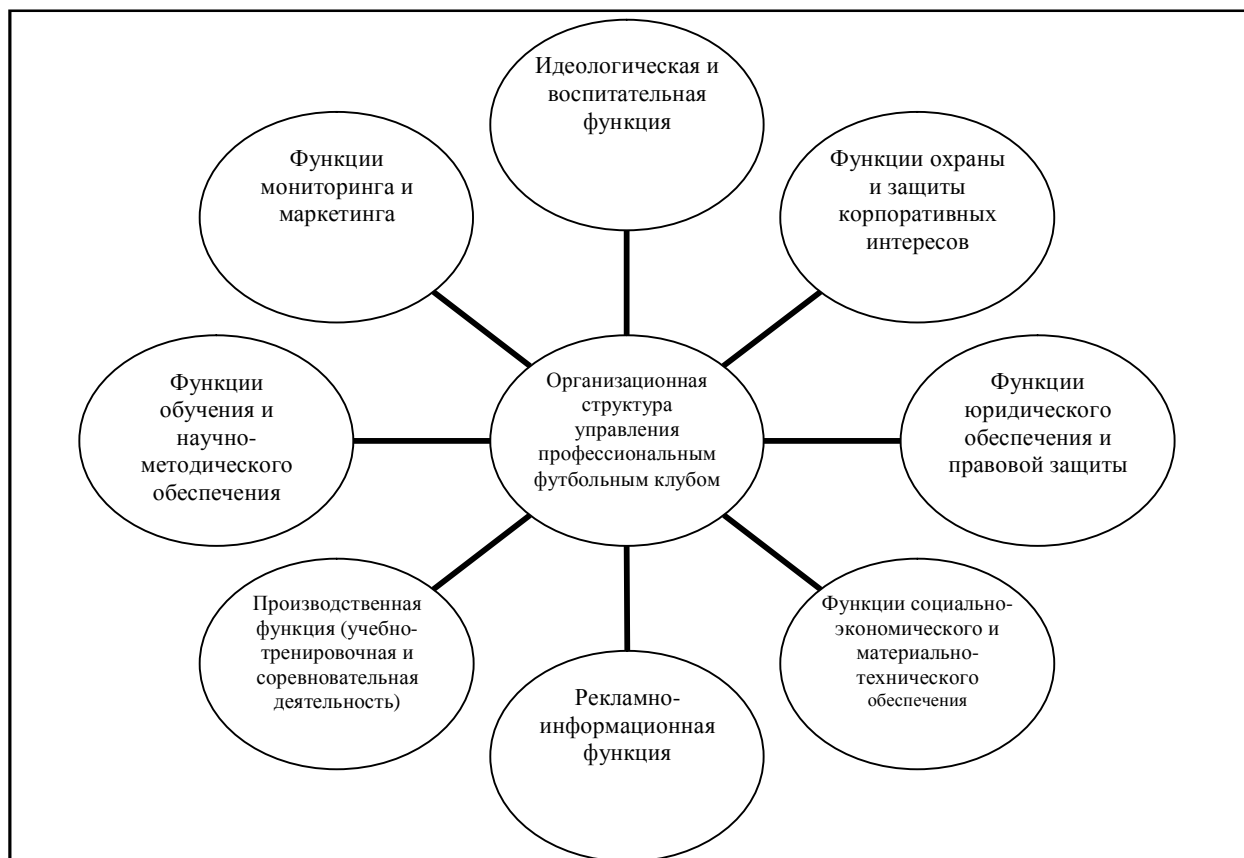 Идеологическая и
воспитательная
функция
Функции
мониторинга и
маркетинга
Функции охраны
и защиты
корпоративных
интересов
Функции
обучения и
научно-
методического
обеспечения
Организационная
структура
управления
профессиональным
футбольным клубом
Функции
юридического
обеспечения и
правовой защиты
Производственная
функция (учебно-
тренировочная и
соревновательная
деятельность)
Рекламно-
информационная
функция
Функции социально-
экономического и
материально-
технического
обеспечения